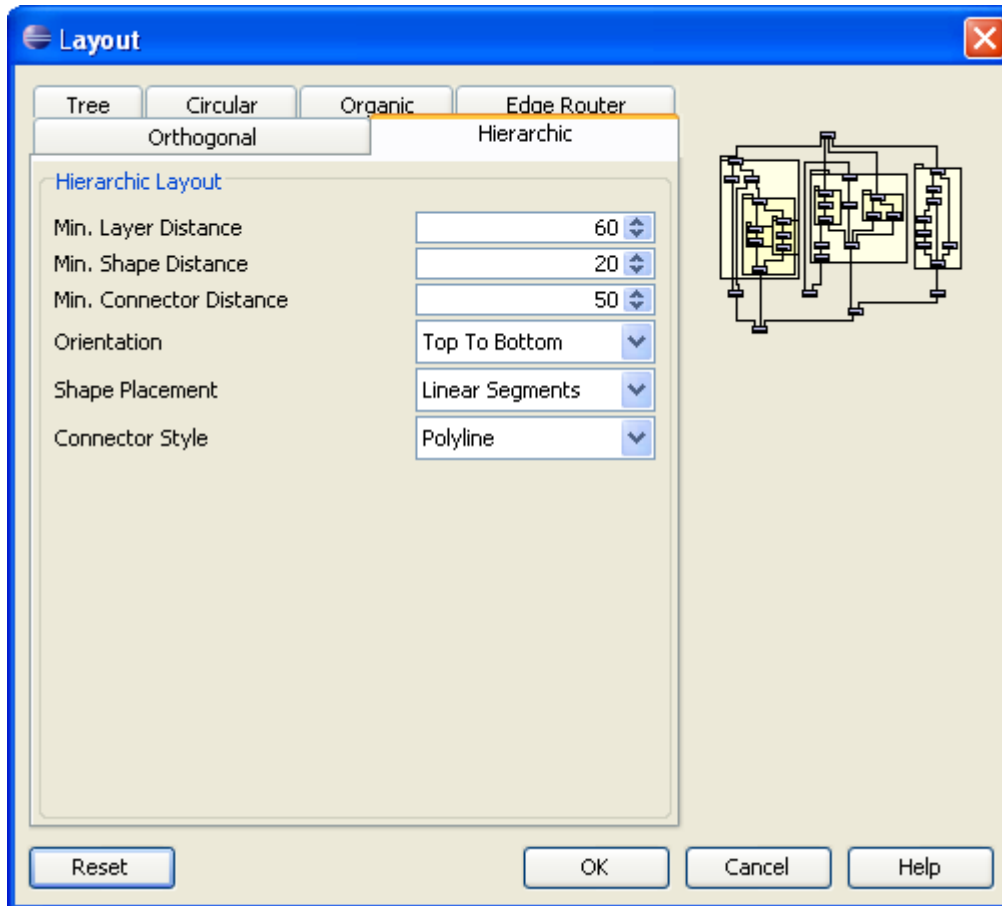 Layout
Tree Circular Organic Edge Router
Orthogonal Hierarchic
Hierarchic Layout
Min. Layer Distance 60
Min. Shape Distance 20
Min. Connector Distance 50
Orientation Top To Bottom
Shape Placement Linear Segments
Connector Style Polyline
Reset OK Cancel Help